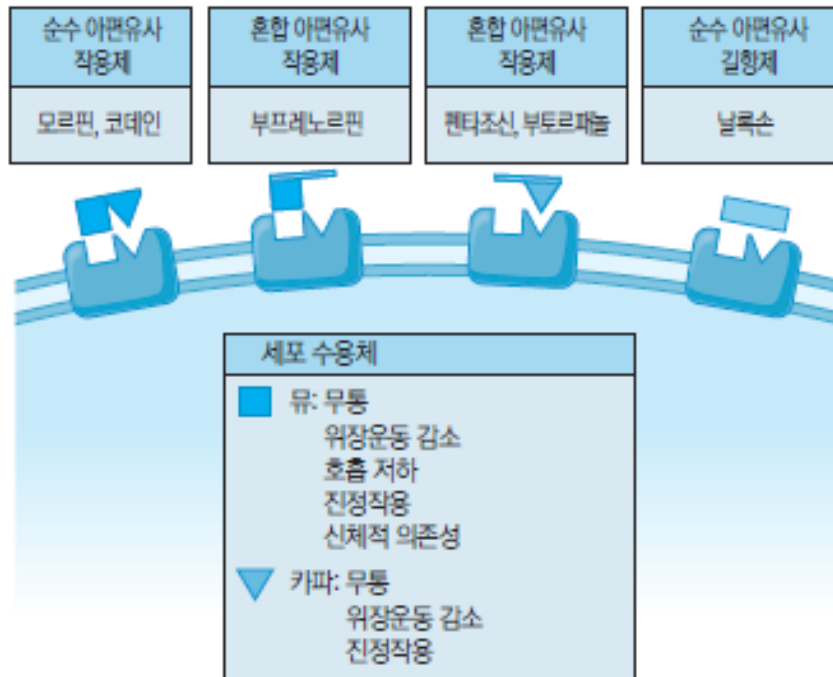 순수 아편유사
작용제
모르핀, 코데인
혼합 아편유사
작용제
부프레노르핀
혼합 아편유사
작용제
펜타조신, 부토르패놀
순수 아편유사
길항제
날록손
세포 수용체
뮤: 무통
위장운동 감소
호흡 저하
진정작용
신체적 의존성
카파: 무통
위장운동 감소
진정작용